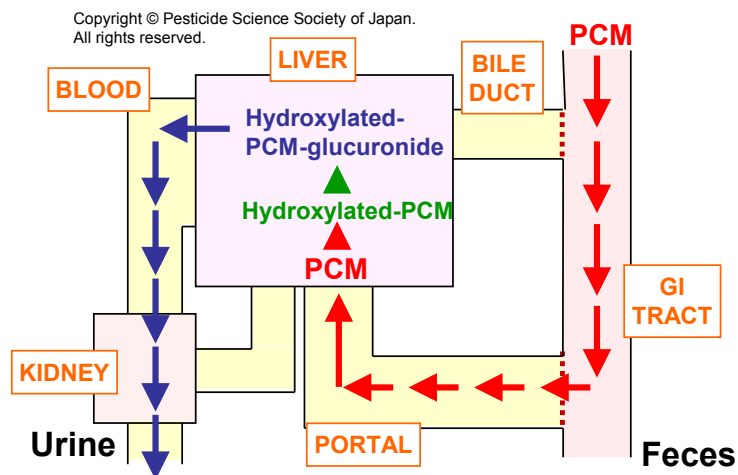 Copyright © Pesticide Science Society of Japan.
All rights reserved.
PCM
LIVER
BILE
DUCT
BLOOD
Hydroxylated-
PCM-glucuronide
Hydroxylated-PCM
PCM
GI
TRACT
KIDNEY
Urine
PORTAL
Feces